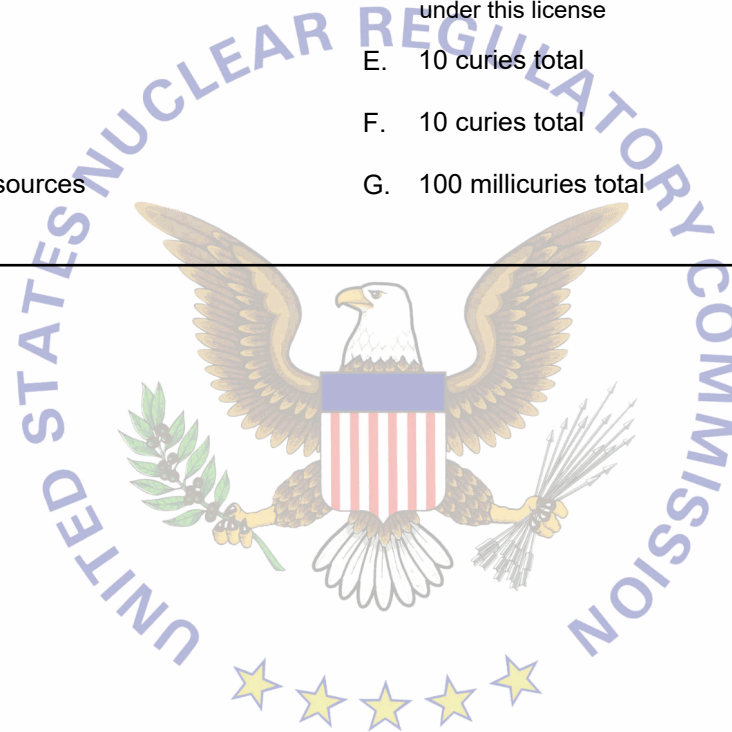 under this license
E. 10 curies total
F. 10 curies total
sources
G. 100 millicuries total
UNITED STATES NUCLEAR REGULATORY COMMISSION